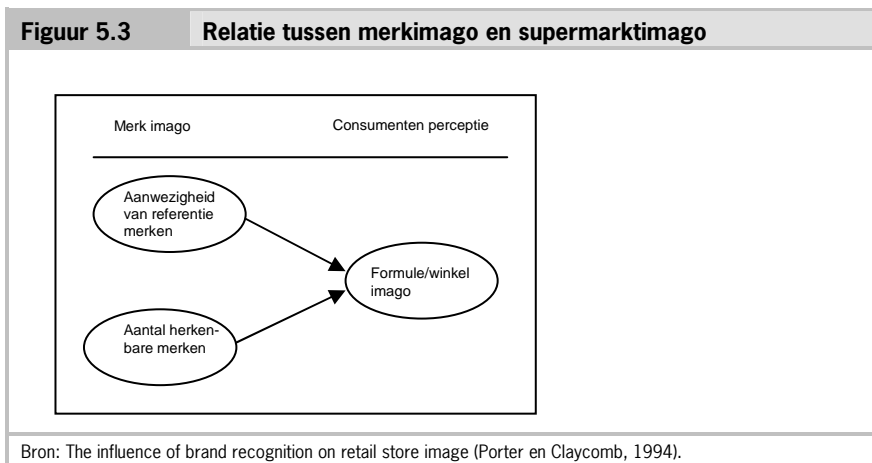 Figuur 5.3 Relatie tussen merkimago en supermarktimago
Merk imago Consumenten perceptie
Aanwezigheid
van referentie
merken
Formule/winkel
imago
Aantal herken-
bare merken
Bron: The influence of brand recognition on retail store image (Porter en Claycomb, 1994).